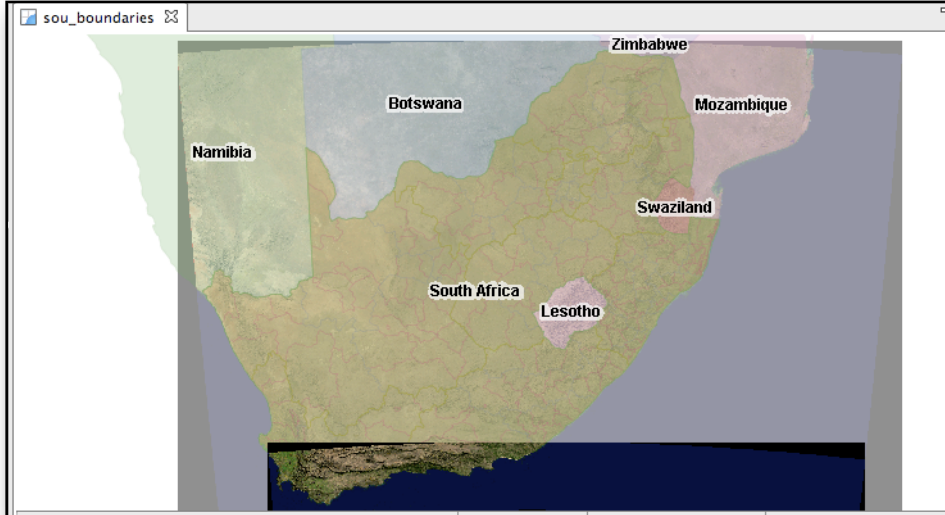 sou_boundaries
Zimbabwe
Botswana
Mozambique
Namibia
Swaziland
South Africa
Lesotho